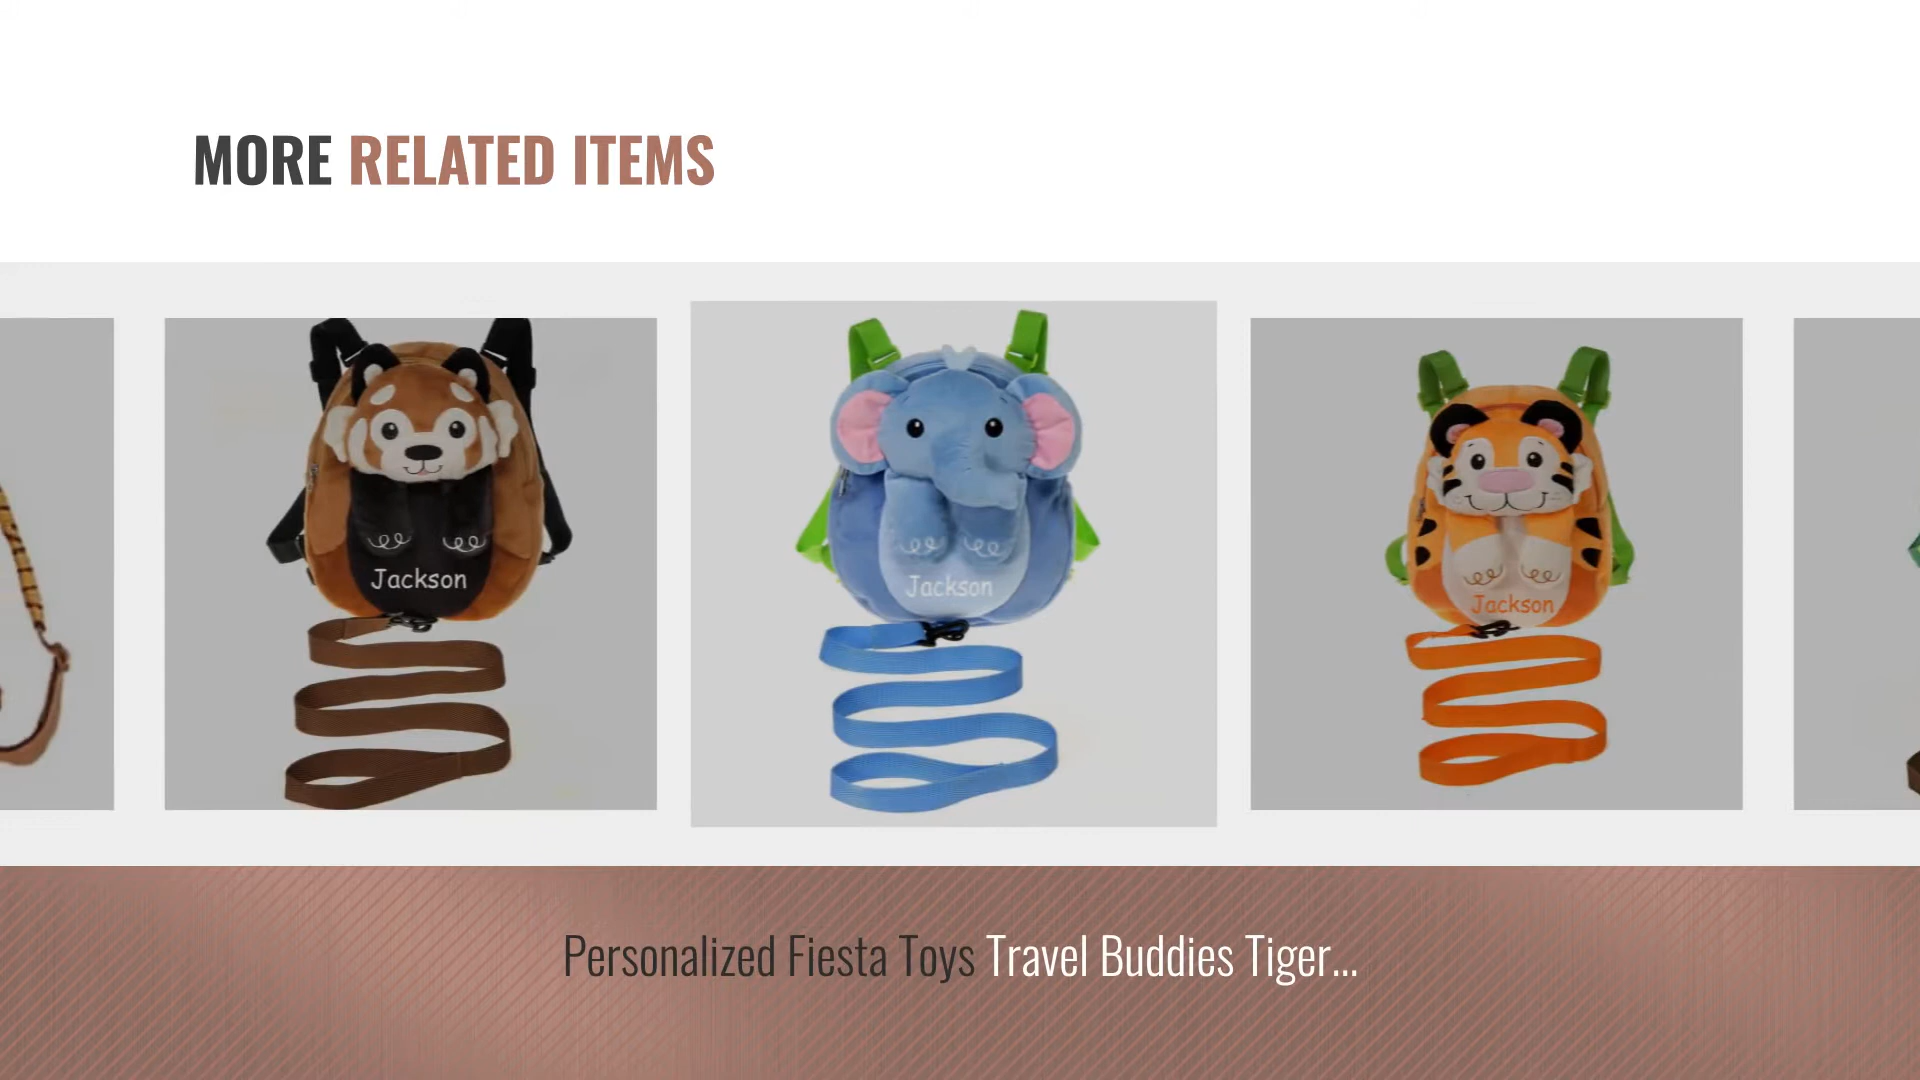 MORE RELATED ITEMS
Jackson
Jackson
Jackson
Personalized Fiesta Toys Travel Buddies Tiger...